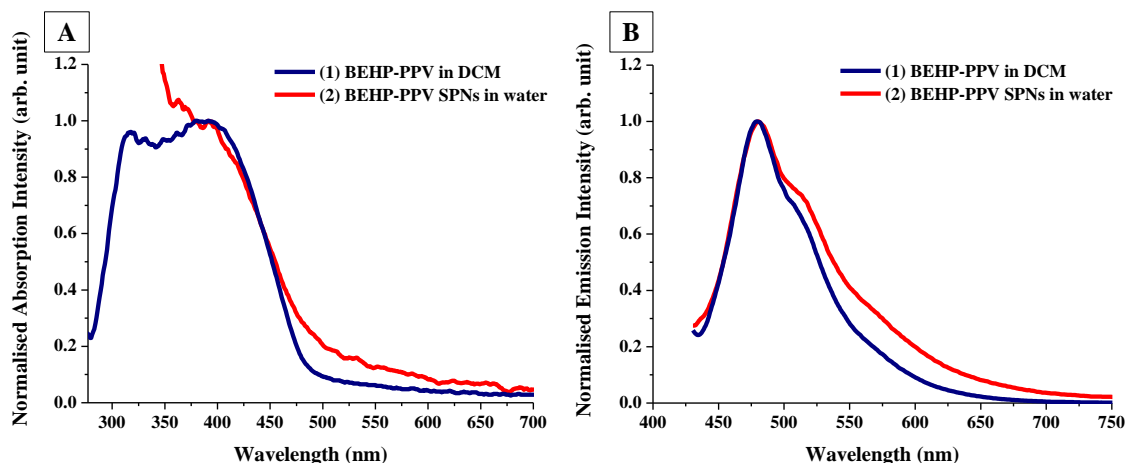 A
Normalised Absorption Intensity (arb. unit)
1.2
1.0
0.8
0.6
0.4
0.2
0.0
(1) BEHP-PPV in DCM
(2) BEHP-PPV SPNs in water
300 350 400 450 500 550 600 650 700
Wavelength (nm)
B
Normalised Emission Intensity (arb. unit)
1.2
1.0
0.8
0.6
0.4
0.2
0.0
(1) BEHP-PPV in DCM
(2) BEHP-PPV SPNs in water
400 450 500 550 600 650 700 750
Wavelength (nm)